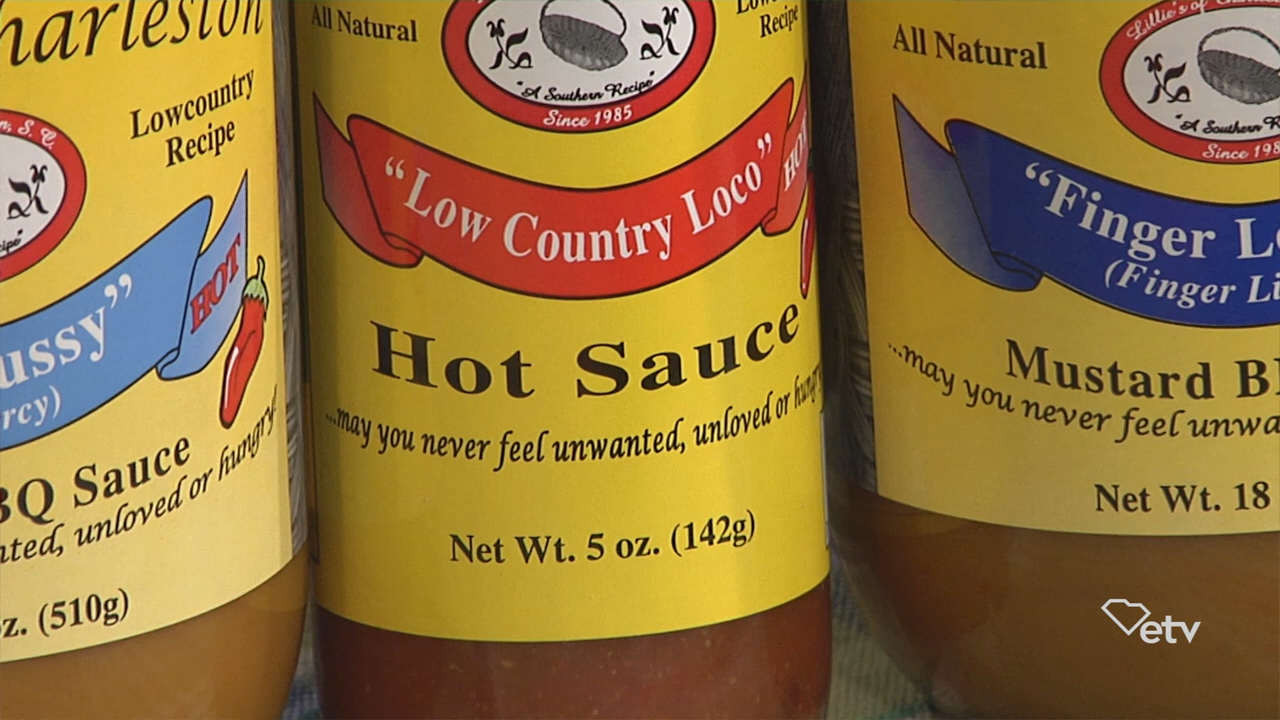 harleston
Lowcountry
Recipe
n, S. C.
ussy”
HOT
rcy)
BQ Sauce
nted, unloved or hungry!
z. (510g)
All Natural
Recipe
"A Southern Recipe"
Since 1985
“Low Country Loco”
HOT
Hot Sauce
...may you never feel unwanted, unloved or hungry
Net Wt. 5 oz. (142g)
All Natural
Lillie's of
"A Southern R
Since 198
“Finger L
(Finger Li
Mustard B
...may you never feel unwa
Net Wt. 18
etv